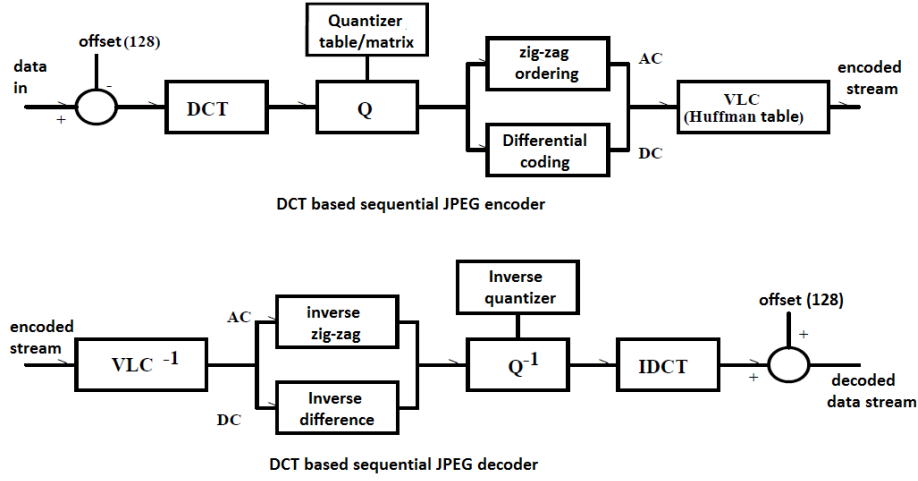 Quantizer
table/matrix
offset (128)
-
data
in
+
DCT
Q
zig-zag
ordering
AC
Differential
coding
DC
VLC
(Huffman table)
encoded
stream
DCT based sequential JPEG encoder
Inverse
quantizer
offset (128)
+
encoded
stream
VLC -1
AC
inverse
zig-zag
DC
Inverse
difference
Q-1
IDCT
+
decoded
data stream
DCT based sequential JPEG decoder